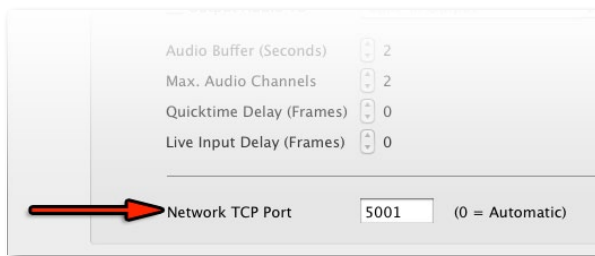 Audio Buffer (Seconds) 2
Max. Audio Channels 2
Quicktime Delay (Frames) 0
Live Input Delay (Frames) 0
Network TCP Port 5001 (0 = Automatic)